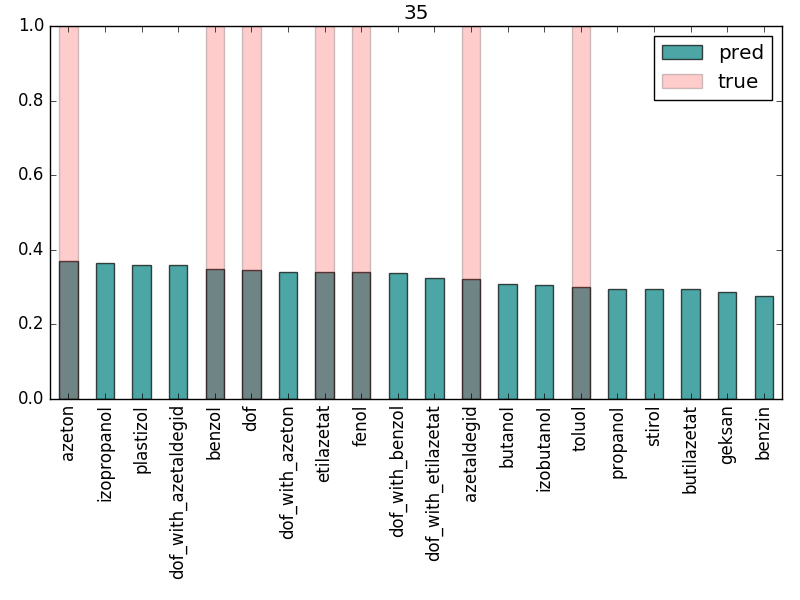 35
1.0
0.8
0.6
0.4
0.2
0.0
pred
true
azeton
izopropanol
plastizol
dof_with_azetaldegid
benzol
dof
dof_with_azeton
etilazetat
fenol
dof_with_benzol
dof_with_etilazetat
azetaldegid
butanol
izobutanol
toluol
propanol
stirol
butilazetat
geksan
benzin